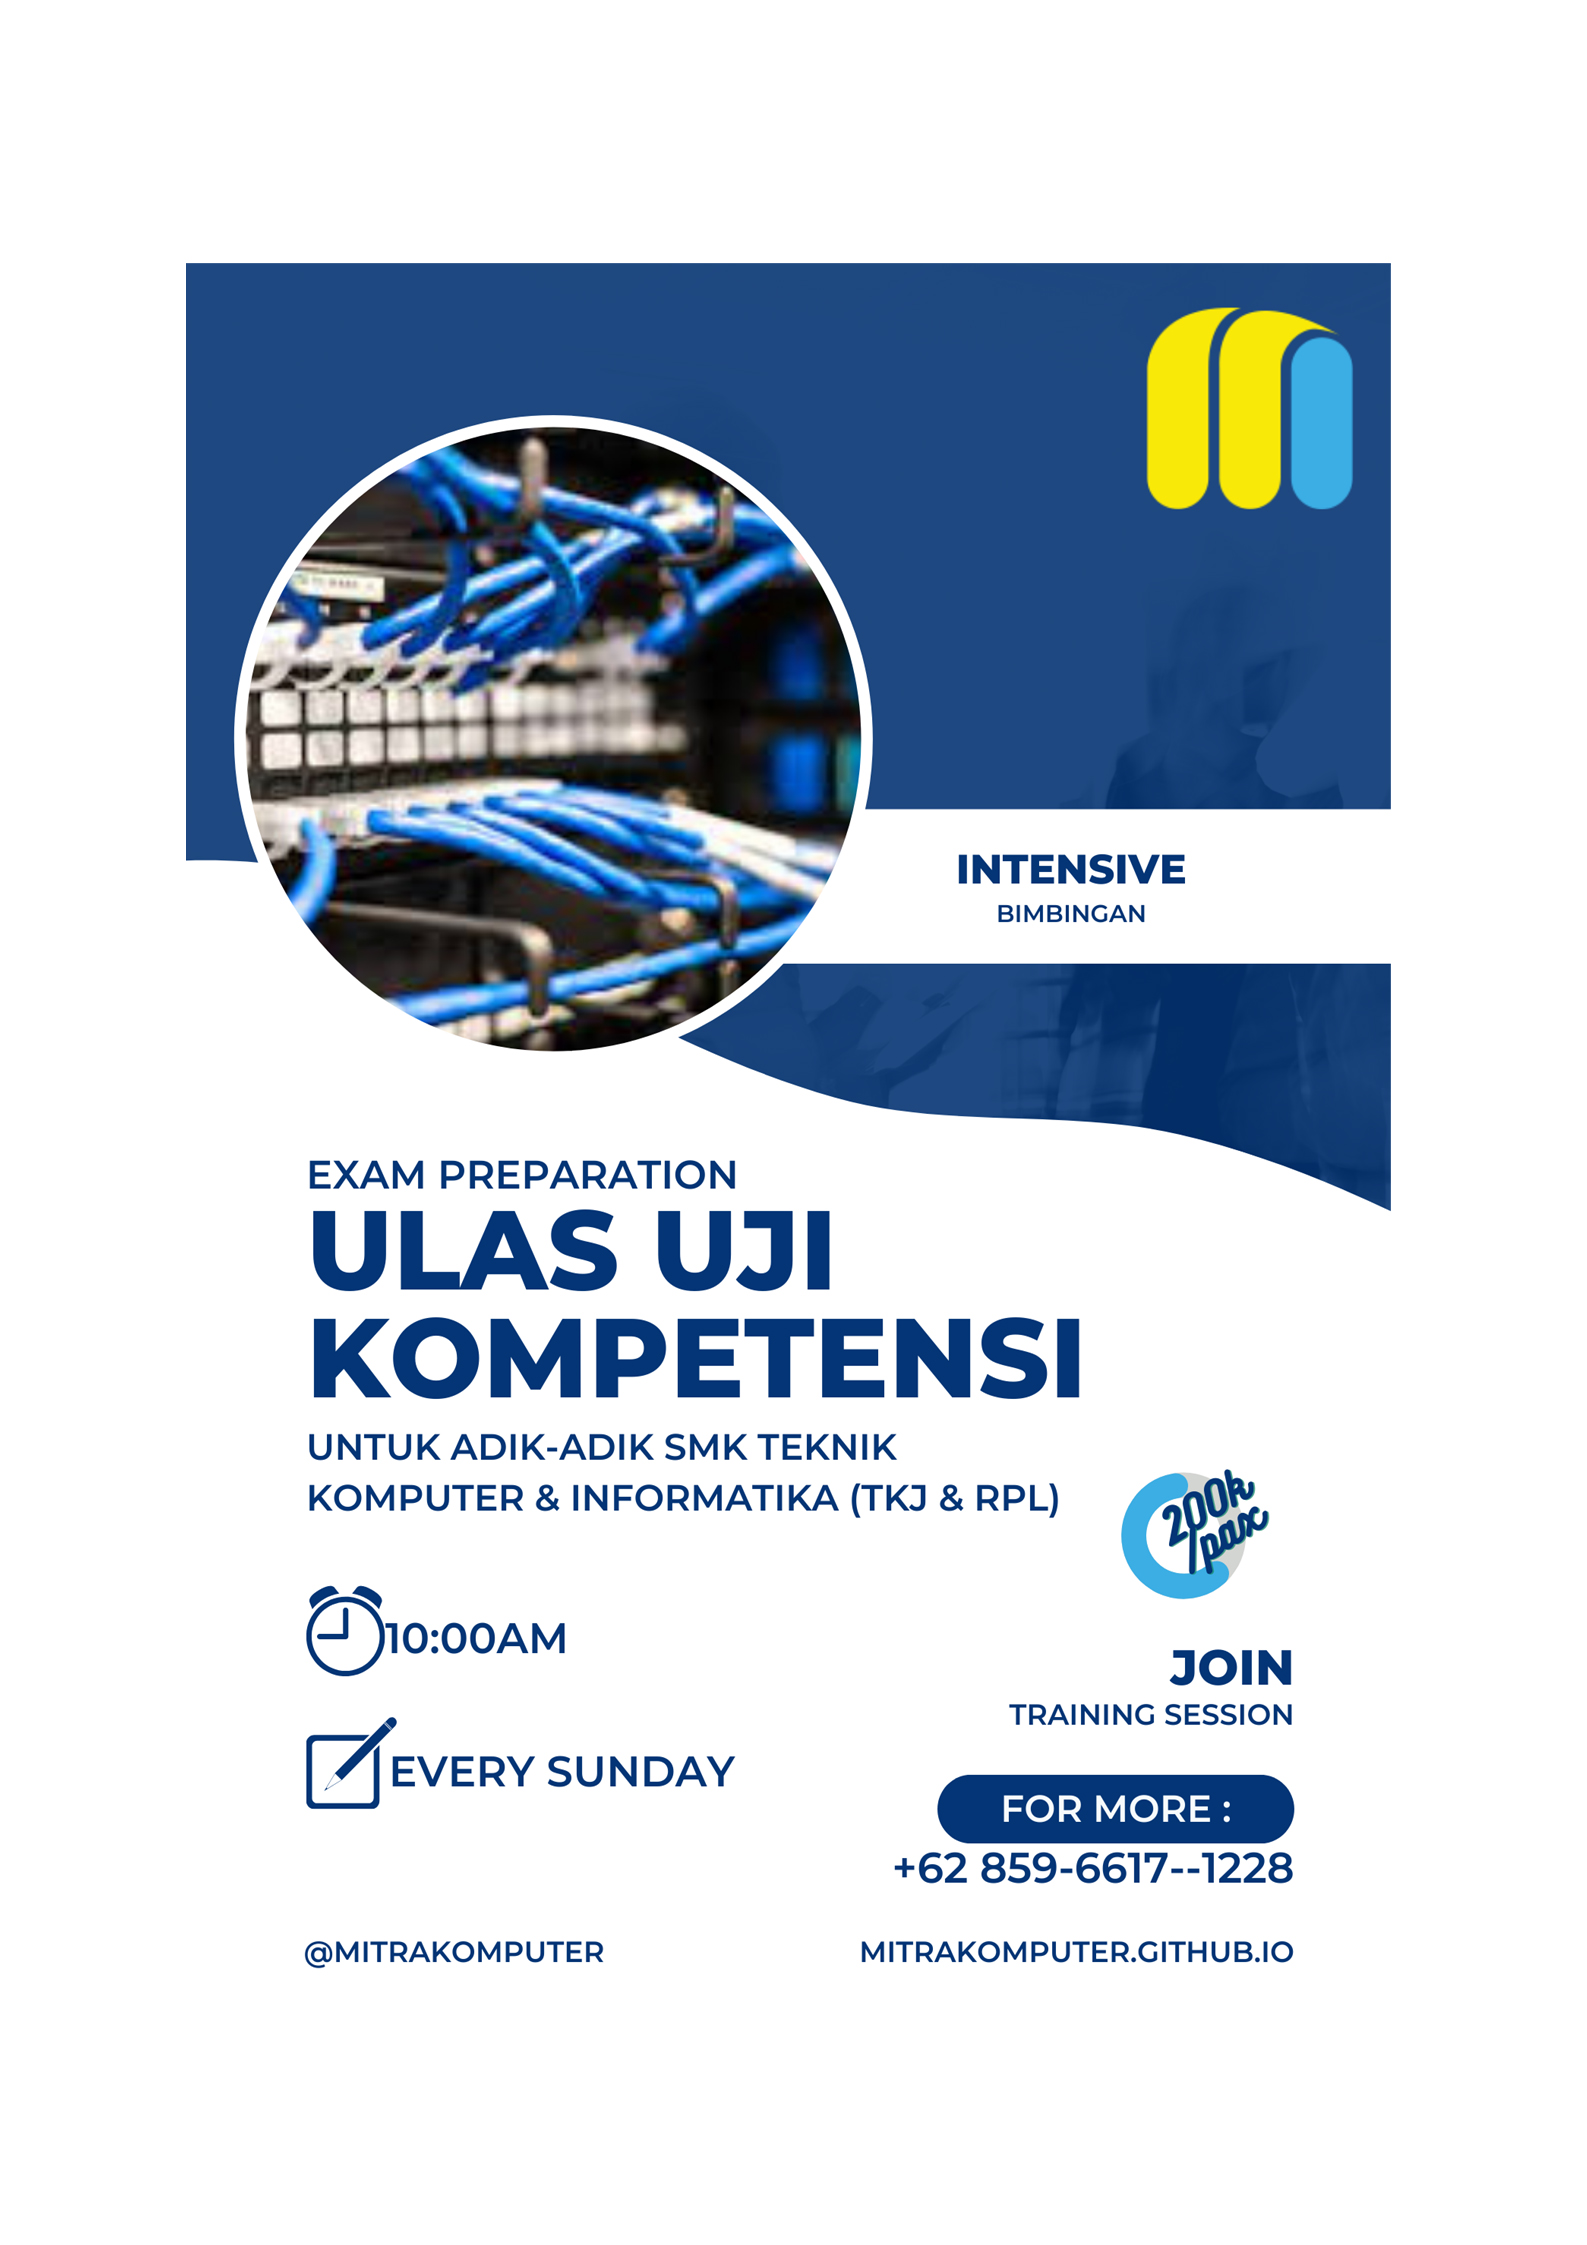 INTENSIVE
BIMBINGAN
EXAM PREPARATION
ULAS UJI
KOMPETENSI
UNTUK ADIK-ADIK SMK TEKNIK
KOMPUTER & INFORMATIKA (TKJ & RPL)
200k
/pax
10:00AM
JOIN
TRAINING SESSION
EVERY SUNDAY
FOR MORE :
+62 859-6617--1228
@MITRAKOMPUTER
MITRAKOMPUTER.GITHUB.IO